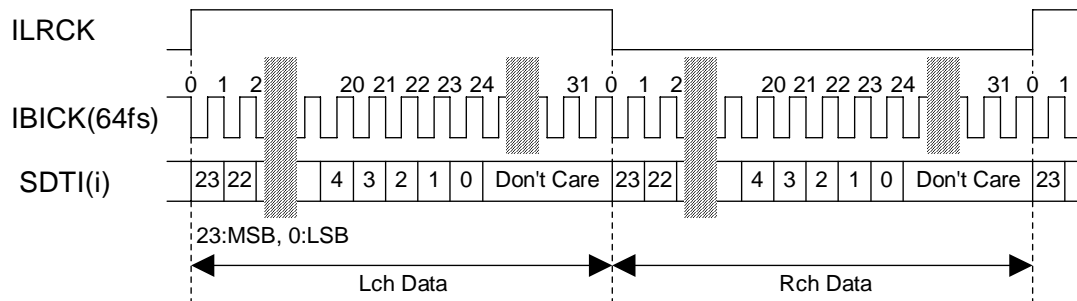 ILRCK
0 1 2 20 21 22 23 24 31 0 1 2 20 21 22 23 24 31 0 1
IBICK(64fs)
SDTI(i) 23 22 4 3 2 1 0 Don't Care 23 22 4 3 2 1 0 Don't Care 23
23:MSB, 0:LSB
Lch Data Rch Data